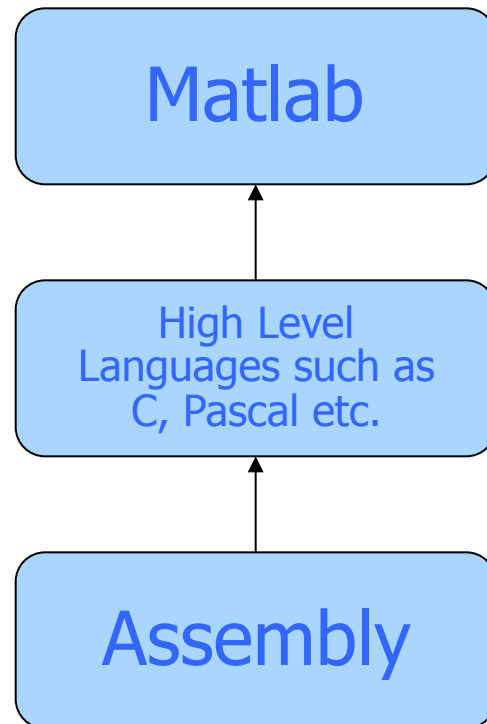 Matlab
High Level
Languages such as
C, Pascal etc.
Assembly